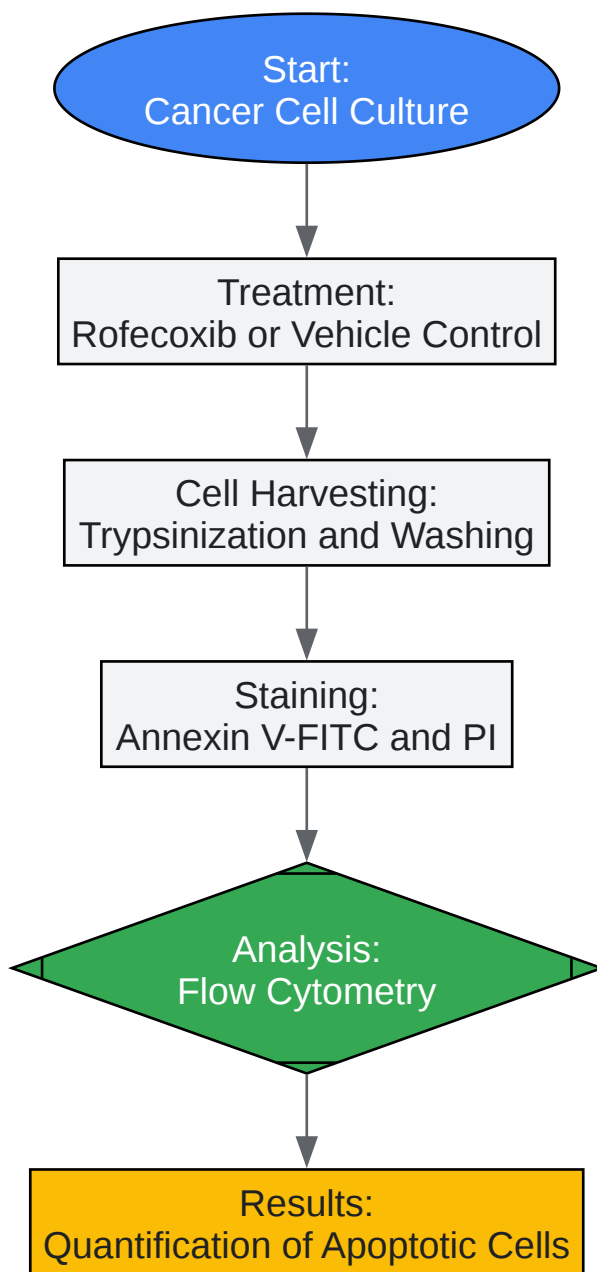 Start:
Cancer Cell Culture
Treatment:
Rofecoxib or Vehicle Control
Cell Harvesting:
Trypsinization and Washing
Staining:
Annexin V-FITC and PI
Analysis:
Flow Cytometry
Results:
Quantification of Apoptotic Cells